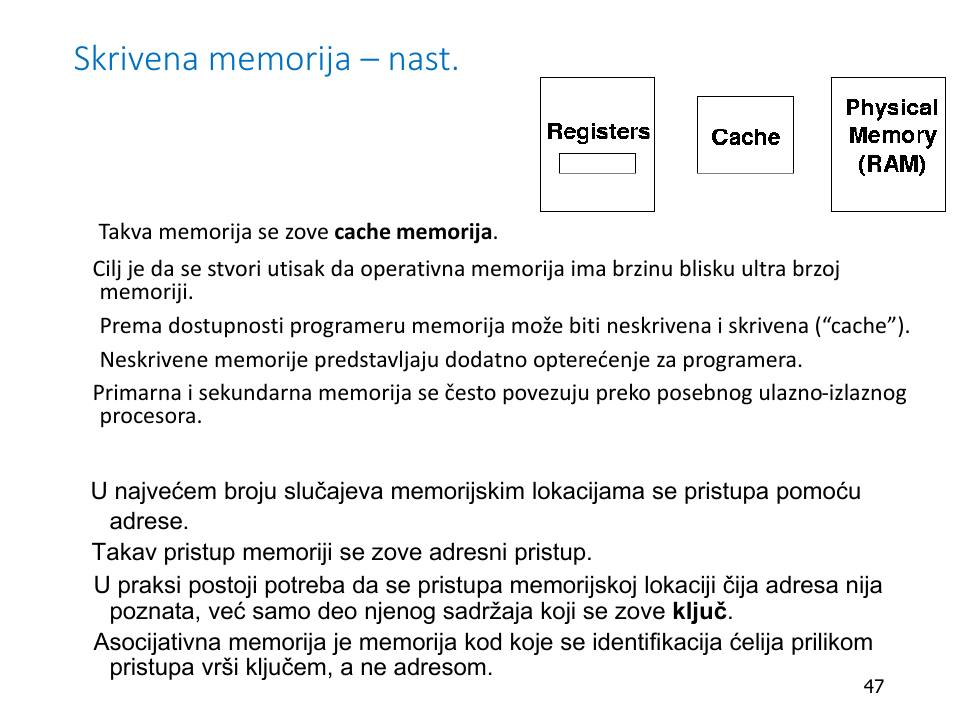 Skrivena memorija – nast.
Registers
Cache
Physical
Memory
(RAM)
Takva memorija se zove cache memorija.
Cilj je da se stvori utisak da operativna memorija ima brzinu blisku ultra brzoj
memoriji.
Prema dostupnosti programeru memorija može biti neskrivena i skrivena (“cache”).
Neskrivene memorije predstavljaju dodatno opterećenje za programera.
Primarna i sekundarna memorija se često povezuju preko posebnog ulazno-izlaznog
procesora.
U najvećem broju slučajeva memorijskim lokacijama se pristupa pomoću
adrese.
Takav pristup memoriji se zove adresni pristup.
U praksi postoji potreba da se pristupa memorijskoj lokaciji čija adresa nija
poznata, već samo deo njenog sadržaja koji se zove ključ.
Asocijativna memorija je memorija kod koje se identifikacija ćelija prilikom
pristupa vrši ključem, a ne adresom.
47